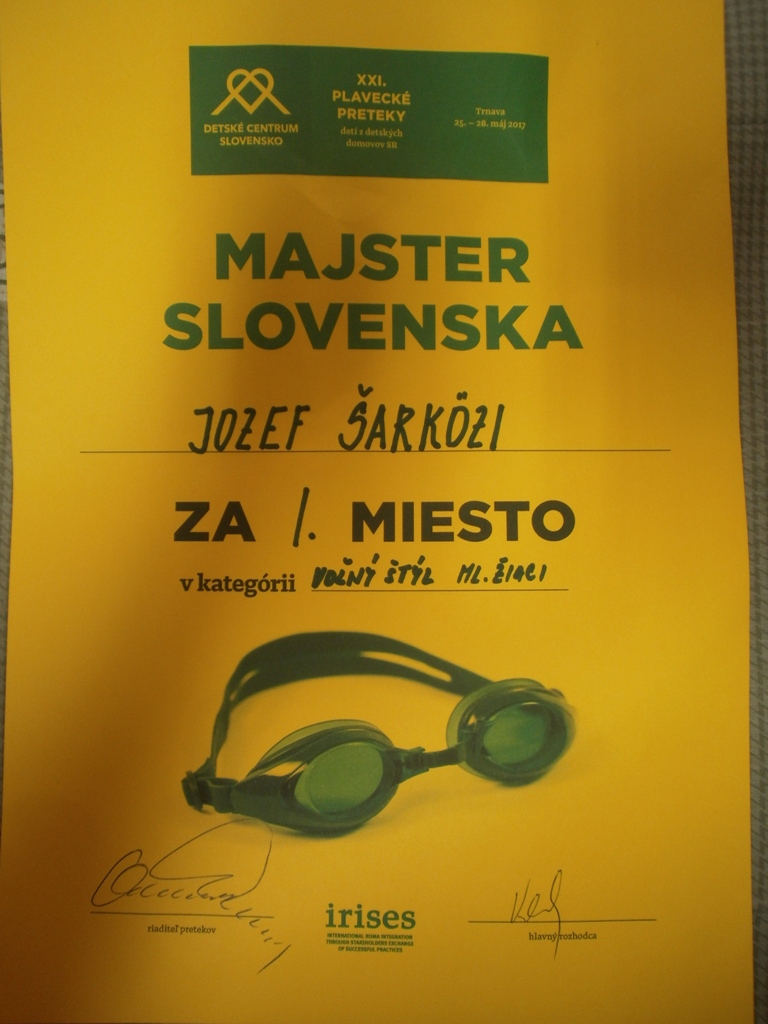 DETSKÉ CENTRUM
SLOVENSKO
XXI.
PLAVECKÉ
PRETEKY
detí z detských
domovov SR
Trnava
25. – 28. máj 2017
MAJSTER
SLOVENSKA
JOZEF ŠARKÖZI
ZA 1. MIESTO
v kategórii VOĽNÝ ŠTÝL ML. ŽIACI
riaditeľ pretekov
irises
INTERNATIONAL ROMA INTEGRATION
THROUGH STAKEHOLDERS EXCHANGE
OF SUCCESSFUL PRACTICES
hlavný rozhodca